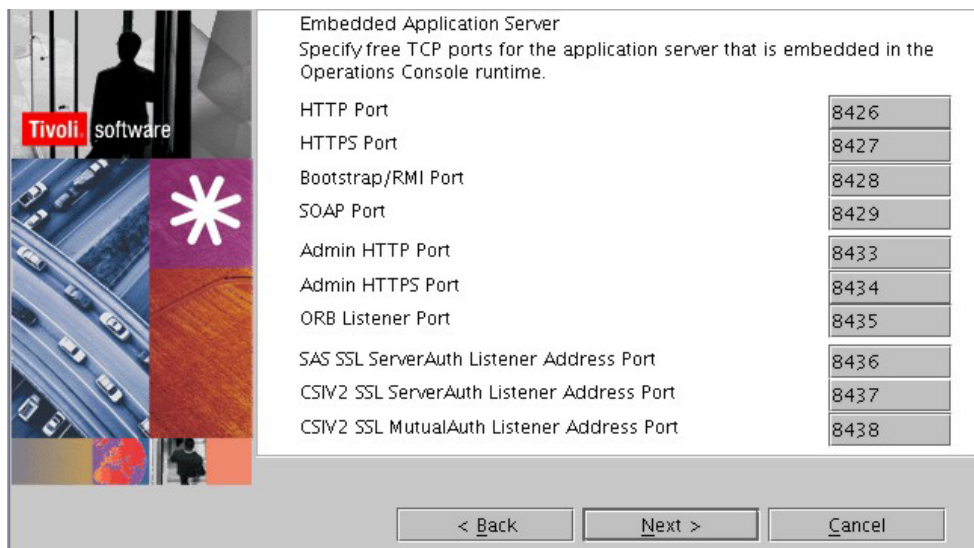 Embedded Application Server
Specify free TCP ports for the application server that is embedded in the
Operations Console runtime.
HTTP Port 8426
HTTPS Port 8427
Bootstrap/RMI Port 8428
SOAP Port 8429
Admin HTTP Port 8433
Admin HTTPS Port 8434
ORB Listener Port 8435
SAS SSL ServerAuth Listener Address Port 8436
CSIV2 SSL ServerAuth Listener Address Port 8437
CSIV2 SSL MutualAuth Listener Address Port 8438
Tivoli. software
< Back Next > Cancel